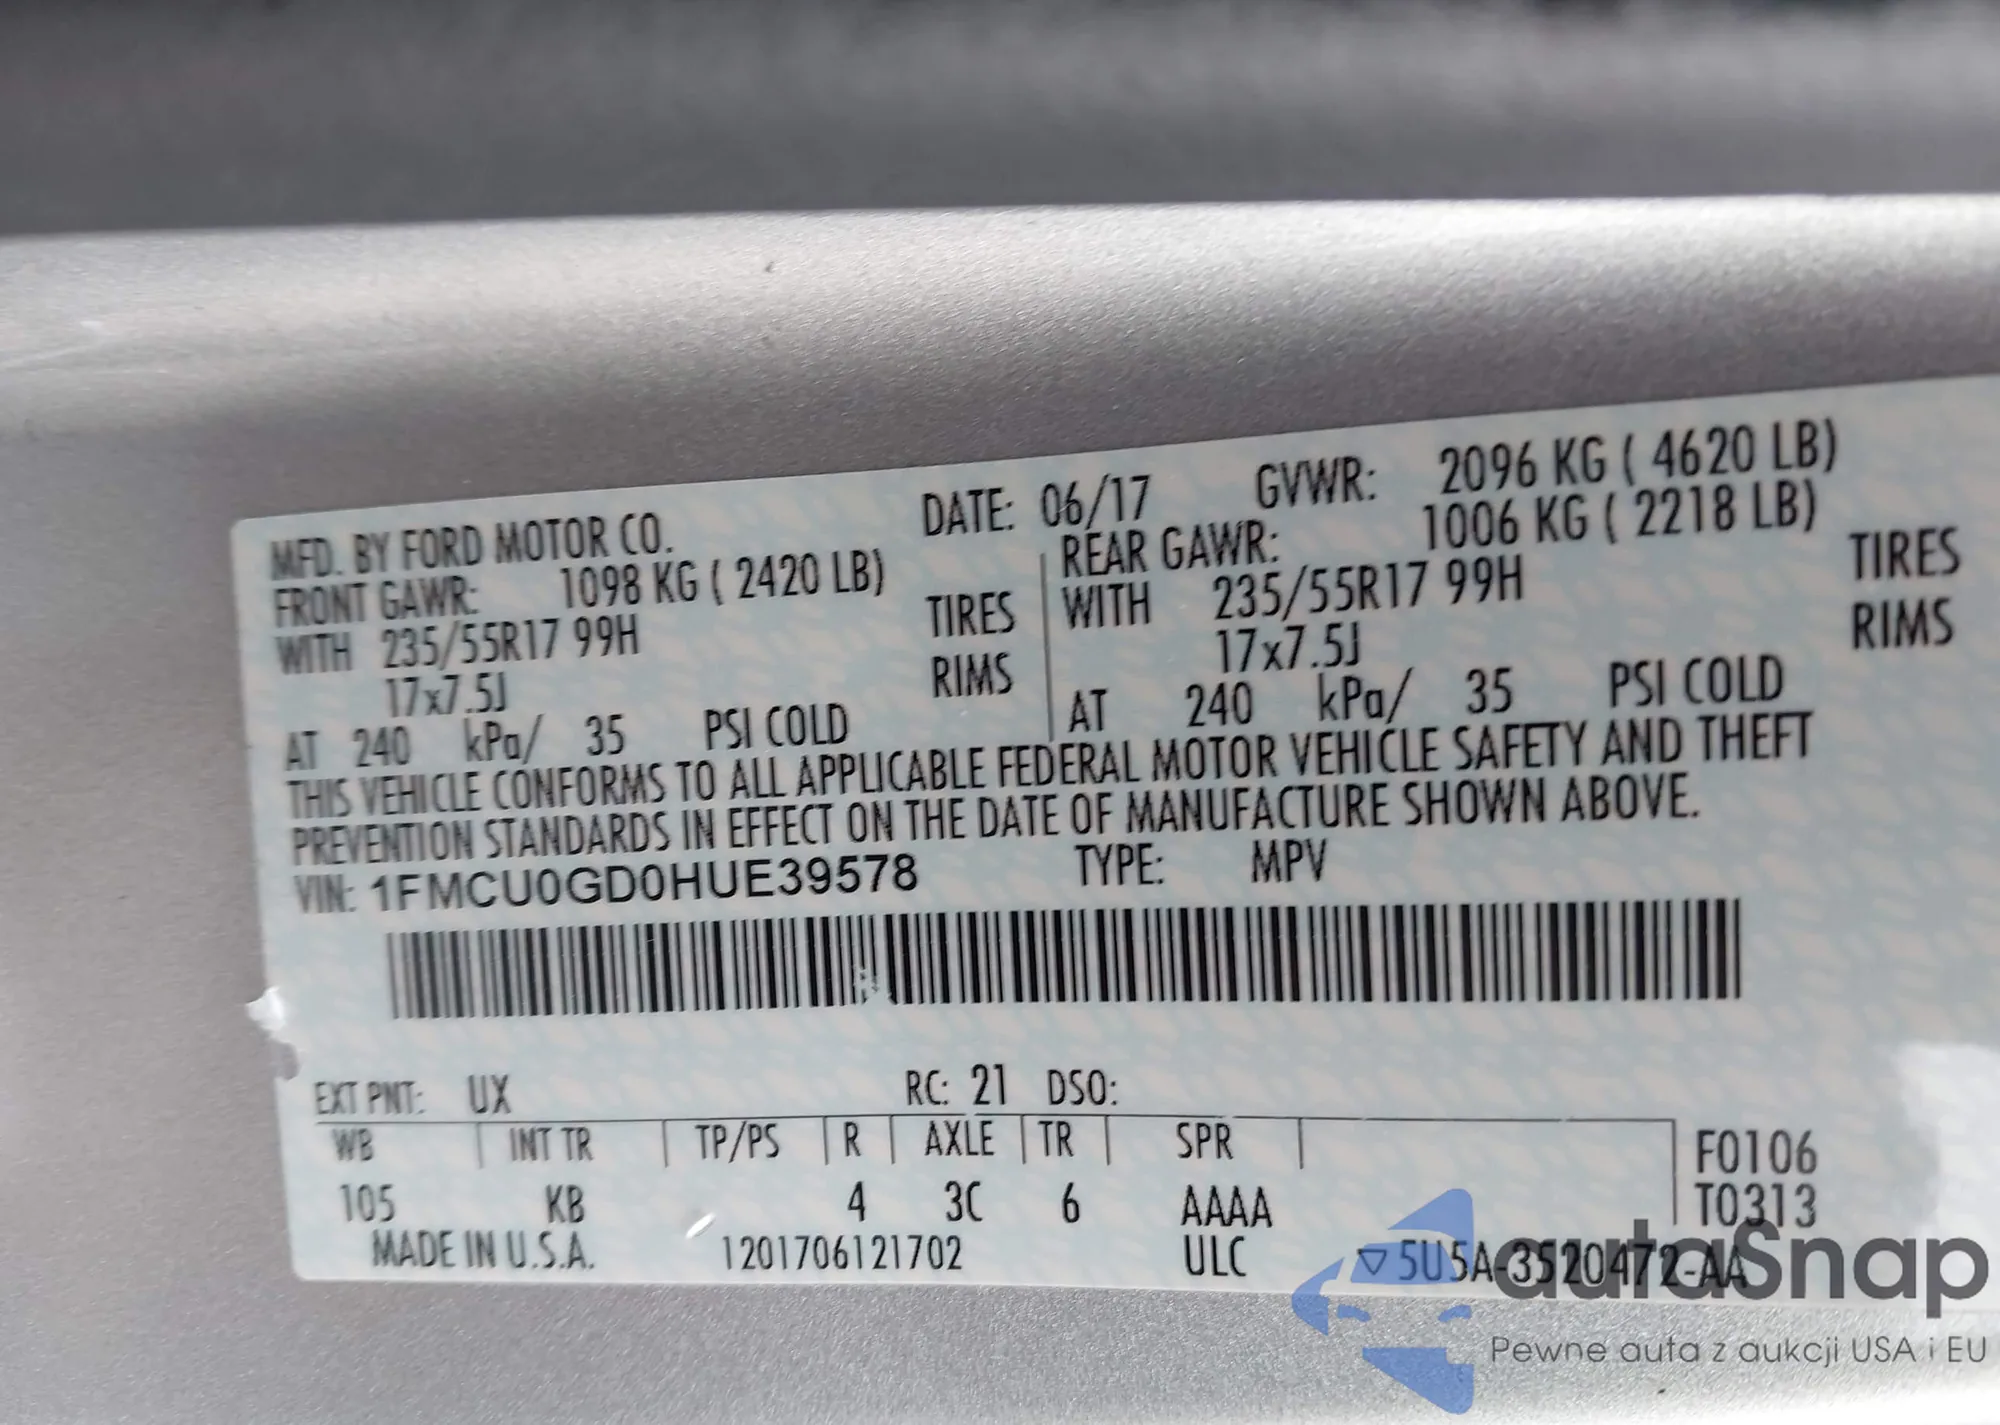 MFD. BY FORD MOTOR CO. DATE: 06/17 GVWR: 2096 KG ( 4620 LB)
FRONT GAWR: 1098 KG ( 2420 LB) REAR GAWR: 1006 KG ( 2218 LB)
WITH 235/55R17 99H TIRES WITH 235/55R17 99H TIRES
17x7.5J RIMS 17x7.5J RIMS
AT 240 kPa/ 35 PSI COLD AT 240 kPa/ 35 PSI COLD
THIS VEHICLE CONFORMS TO ALL APPLICABLE FEDERAL MOTOR VEHICLE SAFETY AND THEFT
PREVENTION STANDARDS IN EFFECT ON THE DATE OF MANUFACTURE SHOWN ABOVE.
VIN: 1FMCU0GD0HUE39578 TYPE: MPV
EXT PNT: UX RC: 21 DSO:
WB INT TR TP/PS R AXLE TR SPR F0106
105 KB 4 3C 6 AAAA T0313
MADE IN U.S.A. 1201706121702 ULC ▽ 5U5A-3520472-AA
autaSnap
Pewne auta z aukcji USA i EU